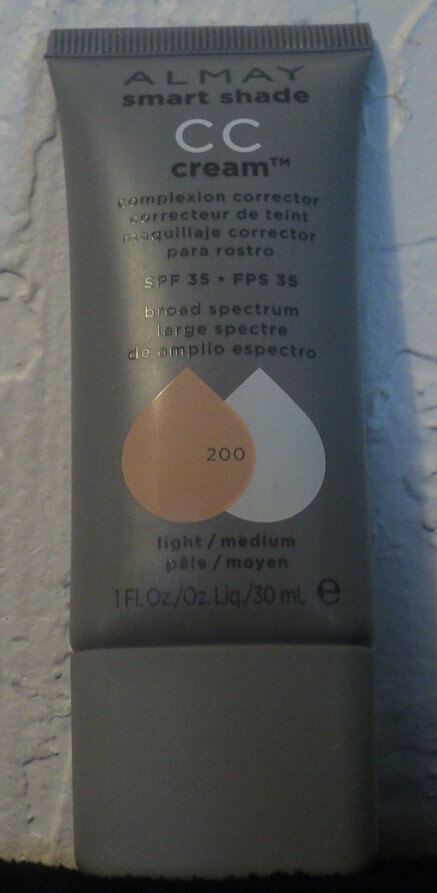 ALMAY
smart shade
CC
cream™
complexion corrector
correcteur de teint
maquillaje corrector
para rostro
SPF 35 • FPS 35
broad spectrum
large spectre
de amplio espectro
200
light / medium
pâle / moyen
1 Fl. Oz./Oz. Liq./30 mL ℮